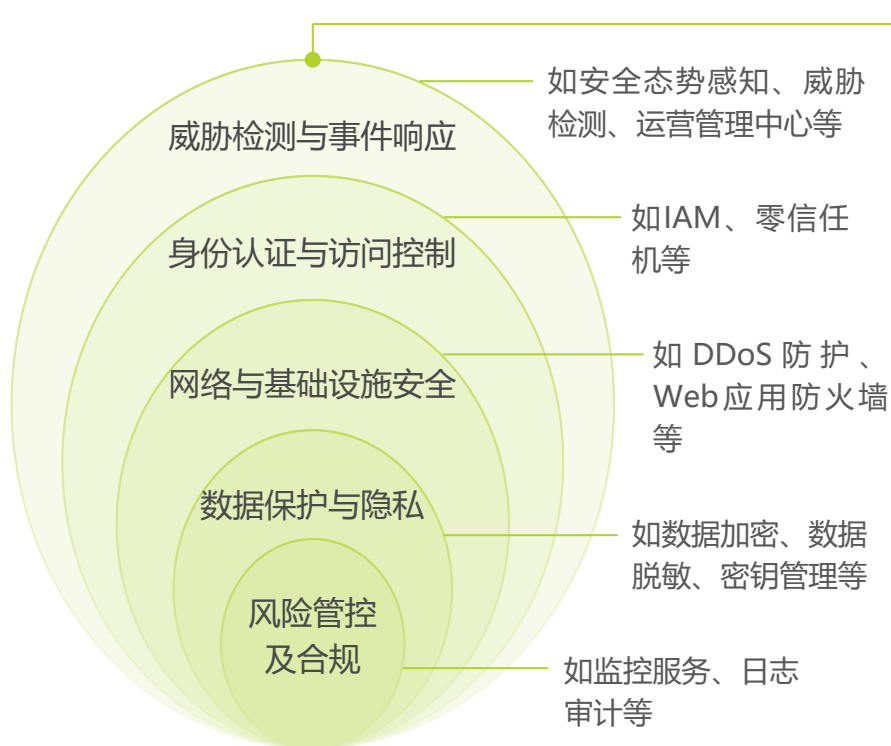 威胁检测与事件响应
如安全态势感知、威胁
检测、运营管理中心等
身份认证与访问控制
如IAM、零信任
机等
网络与基础设施安全
如 DDoS 防 护 、
Web应用防火墙
等
数据保护与隐私
如数据加密、数据
脱敏、密钥管理等
风险管控
及合规
如监控服务、日志
审计等